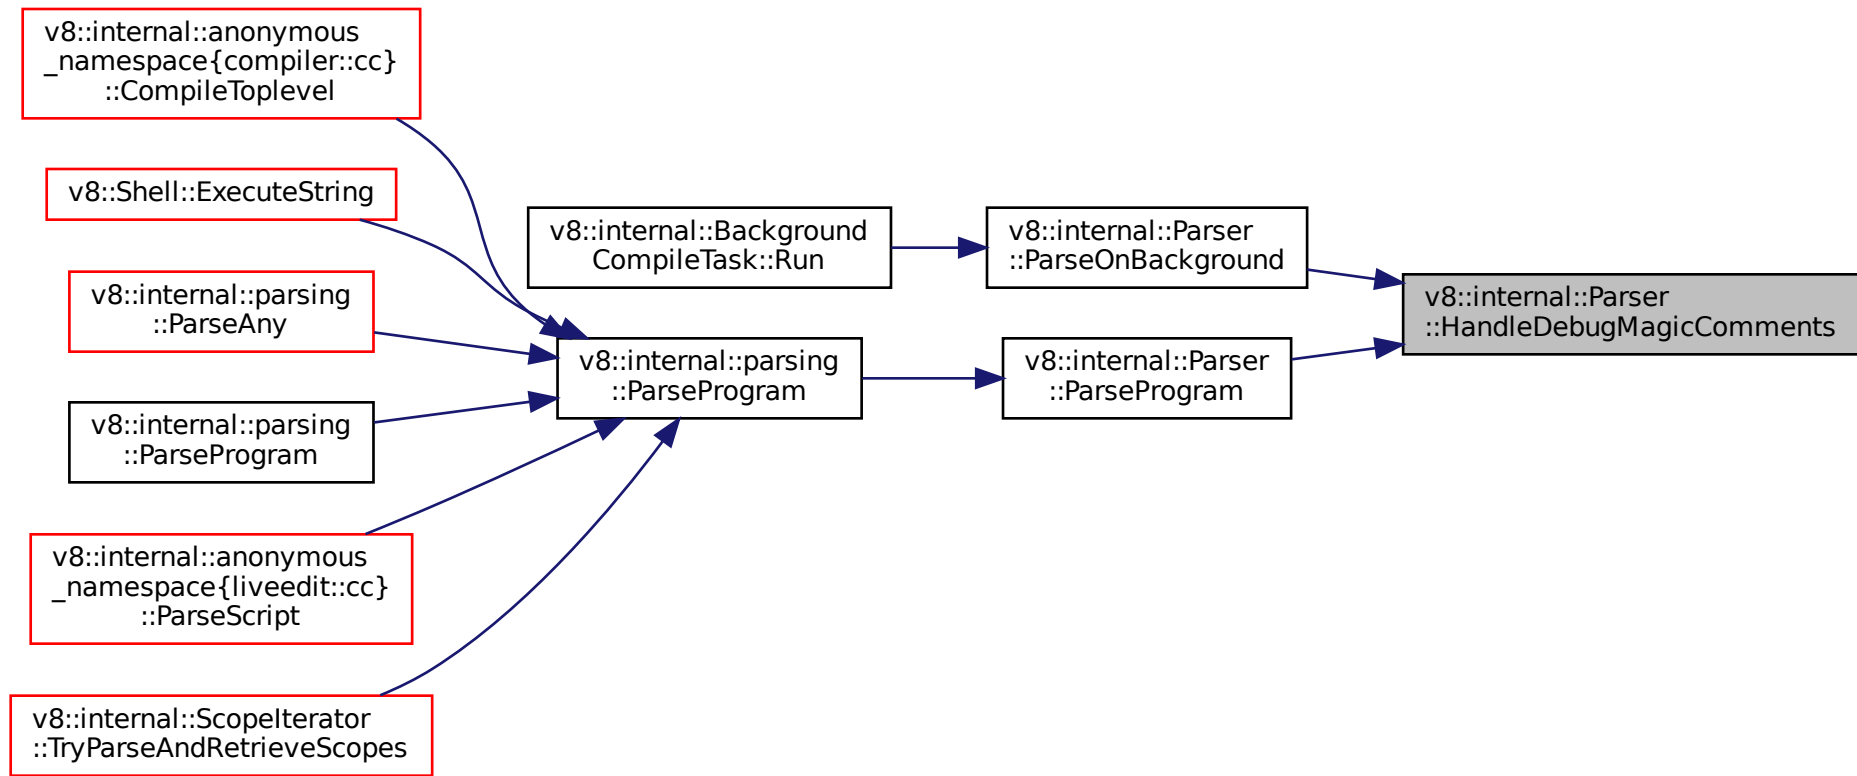 v8::internal::anonymous
_namespace{compiler::cc}
::CompileToplevel
v8::Shell::ExecuteString
v8::internal::parsing
::ParseAny
v8::internal::parsing
::ParseProgram
v8::internal::anonymous
_namespace{liveedit::cc}
::ParseScript
v8::internal::ScopeIterator
::TryParseAndRetrieveScopes
v8::internal::Background
CompileTask::Run
v8::internal::parsing
::ParseProgram
v8::internal::Parser
::ParseOnBackground
v8::internal::Parser
::ParseProgram
v8::internal::Parser
::HandleDebugMagicComments